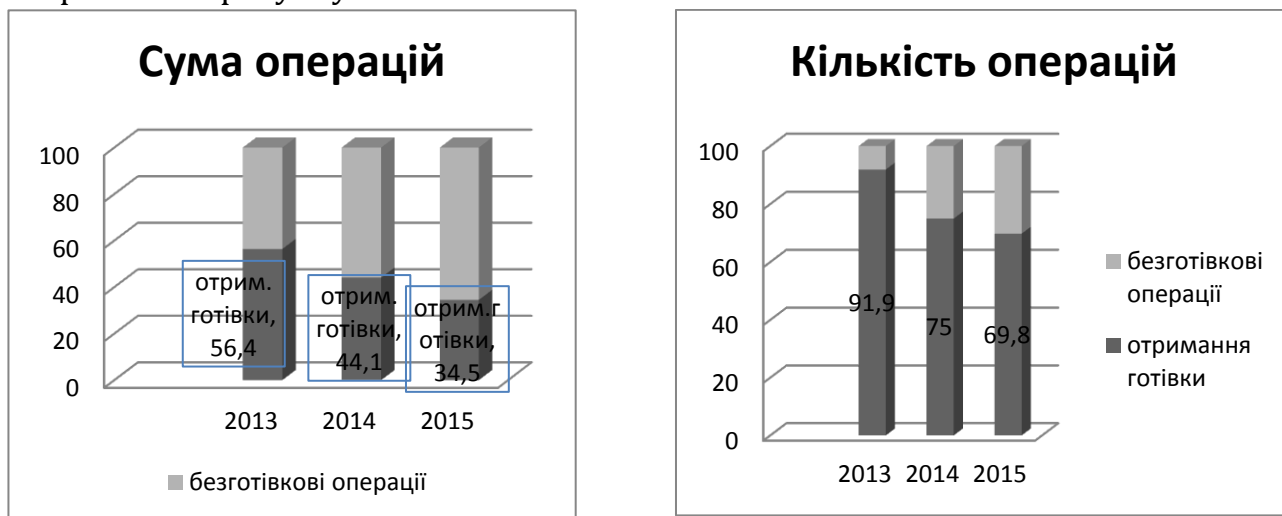 Сума операцій
100
80
60
40
20
0
отрим.
готівки,
56,4
отрим.
готівки,
44,1
отрим.г
отівки,
34,5
2013
2014
2015
безготівкові операції
Кількість операцій
100
80
60
40
20
0
91,9
75
69,8
2013
2014
2015
безготівкові
операції
отримання
готівки